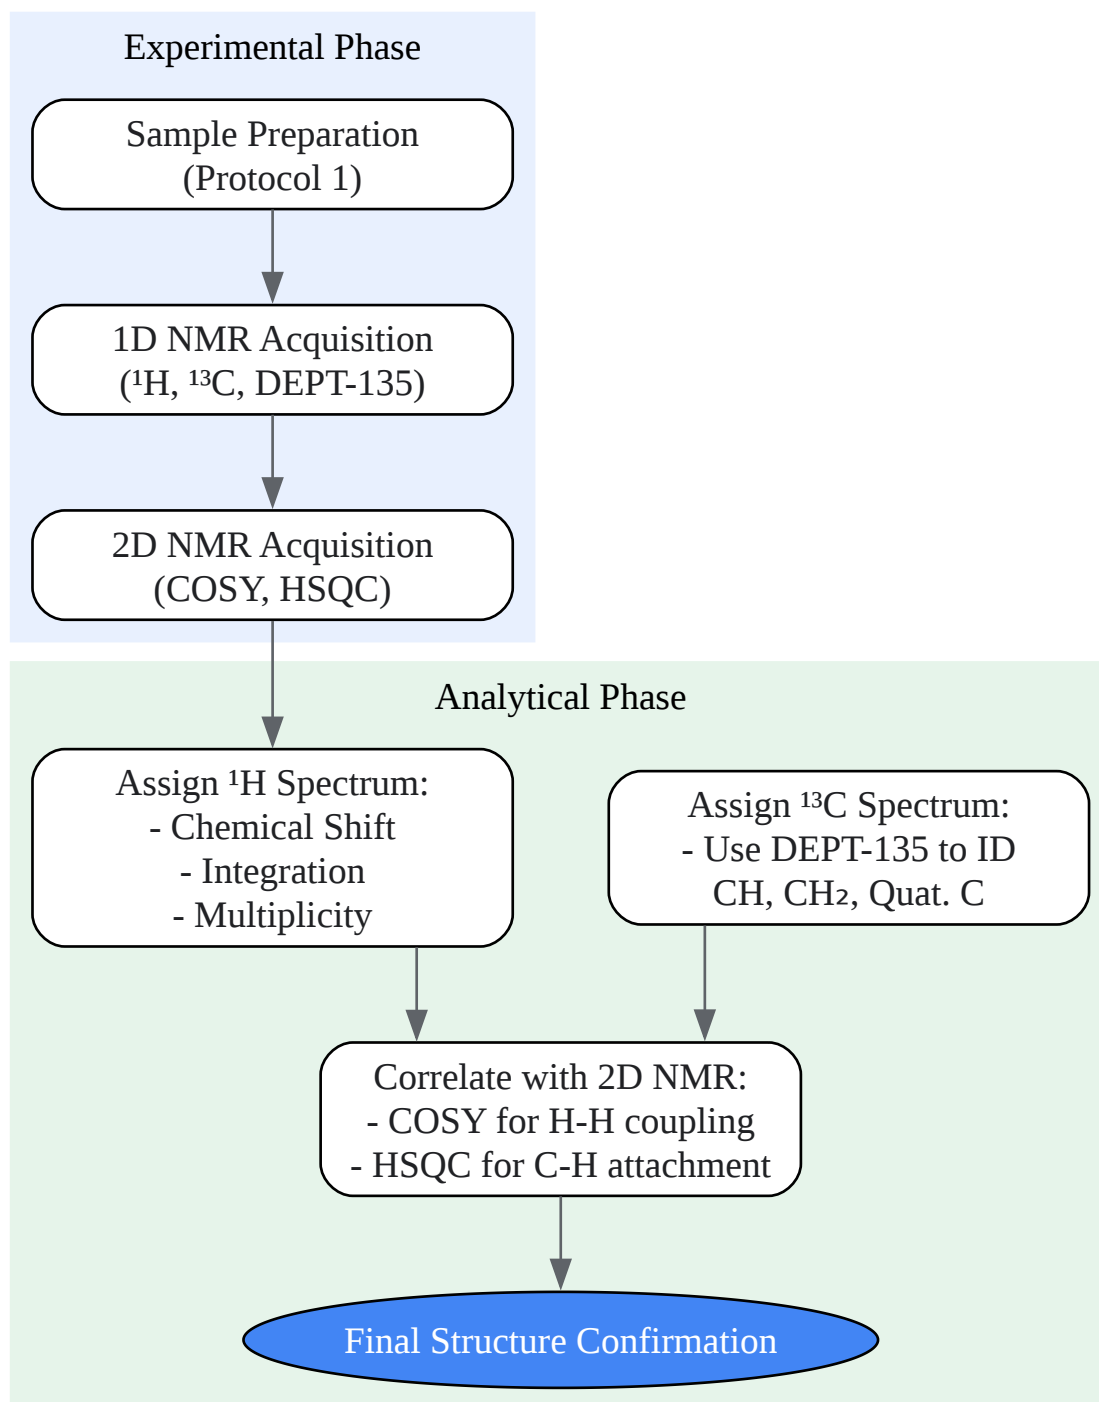 Experimental Phase
Sample Preparation
(Protocol 1)
1D NMR Acquisition
(¹H, ¹³C, DEPT-135)
2D NMR Acquisition
(COSY, HSQC)
Analytical Phase
Assign ¹H Spectrum:
- Chemical Shift
- Integration
- Multiplicity
Assign ¹³C Spectrum:
- Use DEPT-135 to ID
CH, CH₂, Quat. C
Correlate with 2D NMR:
- COSY for H-H coupling
- HSQC for C-H attachment
Final Structure Confirmation